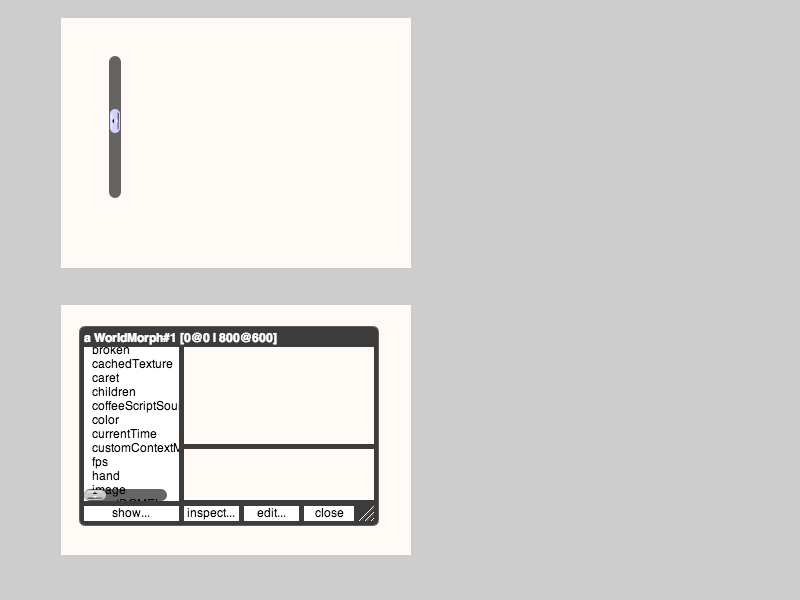 a WorldMorph#1 [0@0 | 800@600]
broken
cachedTexture
caret
children
coffeeScriptSou
color
currentTime
customContextM
fps
hand
image
show... inspect... edit... close